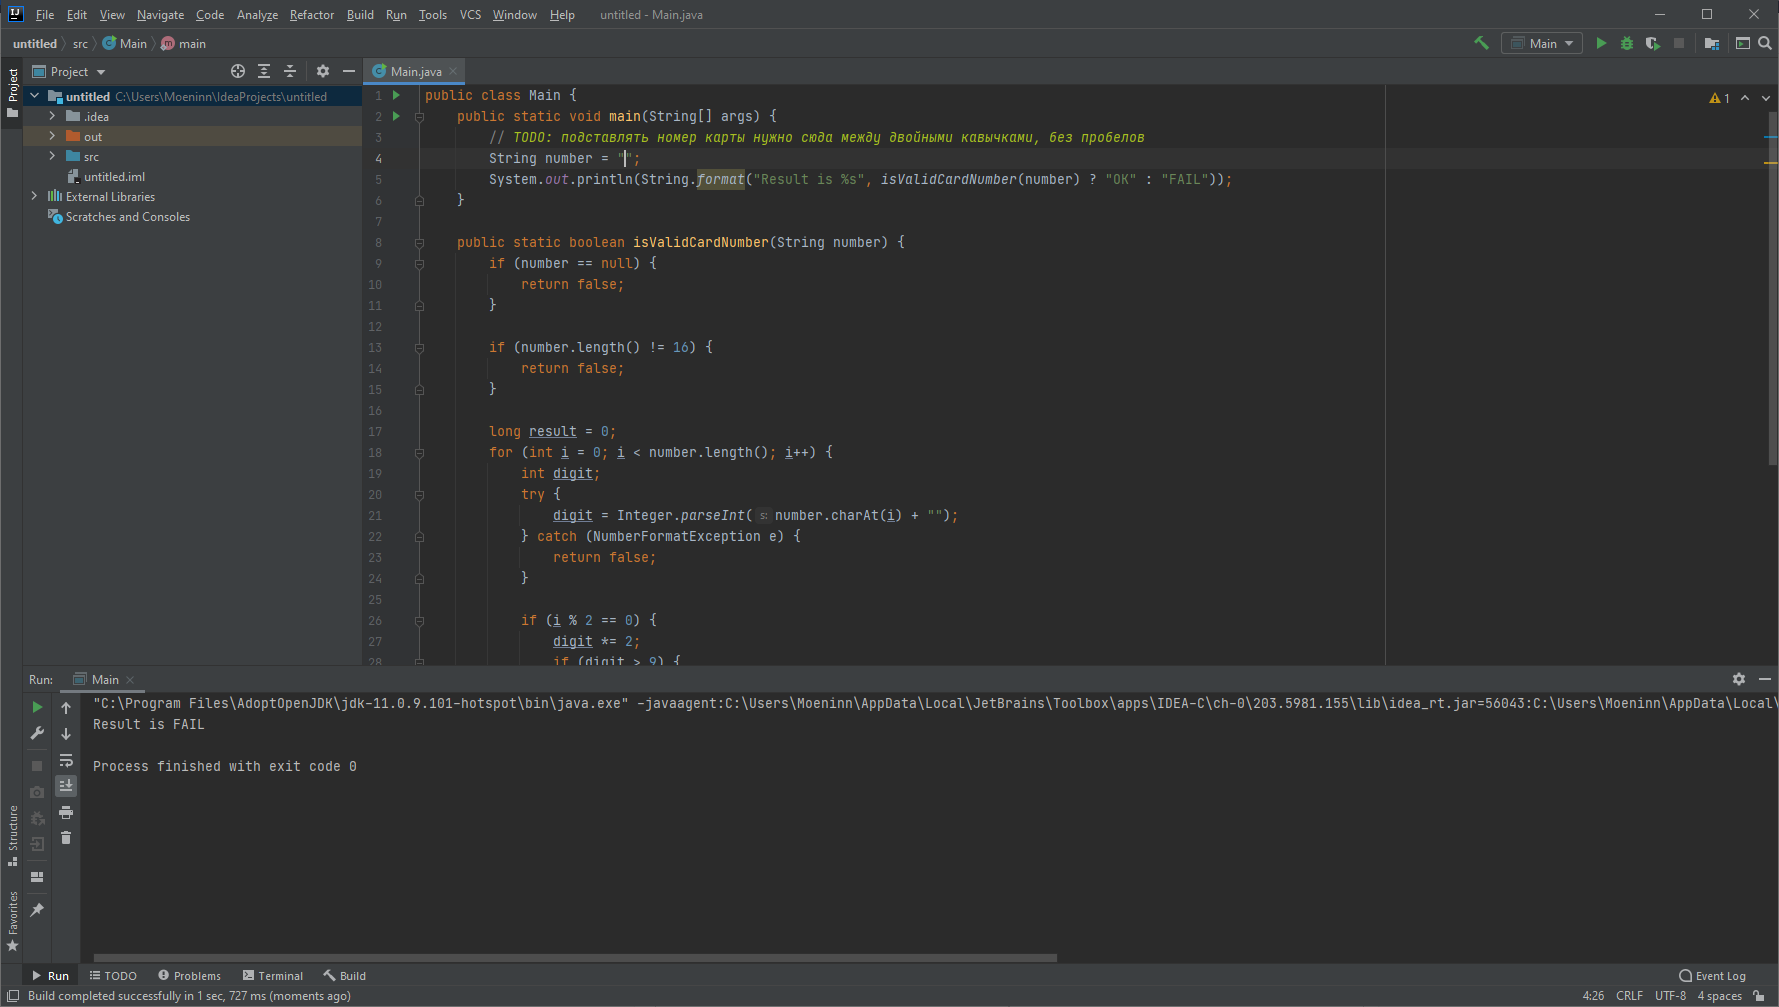 File Edit View Navigate Code Analyze Refactor Build Run Tools VCS Window Help untitled - Main.java
untitled src Main main
Main
Project
Project
Main.java
untitled C:\Users\Moeninn\IdeaProjects\untitled
.idea
out
src
untitled.iml
External Libraries
Scratches and Consoles
1 public class Main {
2 public static void main(String[] args) {
3 // TODO: подставлять номер карты нужно сюда между двойными кавычками, без пробелов
4 String number = "";
5 System.out.println(String.format("Result is %s", isValidCardNumber(number) ? "OK" : "FAIL"));
6 }
7
8 public static boolean isValidCardNumber(String number) {
9 if (number == null) {
10 return false;
11 }
12
13 if (number.length() != 16) {
14 return false;
15 }
16
17 long result = 0;
18 for (int i = 0; i < number.length(); i++) {
19 int digit;
20 try {
21 digit = Integer.parseInt( s: number.charAt(i) + "");
22 } catch (NumberFormatException e) {
23 return false;
24 }
25
26 if (i % 2 == 0) {
27 digit *= 2;
28 if (digit > 9) {
1
Run: Main
"C:\Program Files\AdoptOpenJDK\jdk-11.0.9.101-hotspot\bin\java.exe" -javaagent:C:\Users\Moeninn\AppData\Local\JetBrains\Toolbox\apps\IDEA-C\ch-0\203.5981.155\lib\idea_rt.jar=56043:C:\Users\Moeninn\AppData\Local\
Result is FAIL
Process finished with exit code 0
Structure
Favorites
Run TODO Problems Terminal Build Event Log
Build completed successfully in 1 sec, 727 ms (moments ago) 4:26 CRLF UTF-8 4 spaces